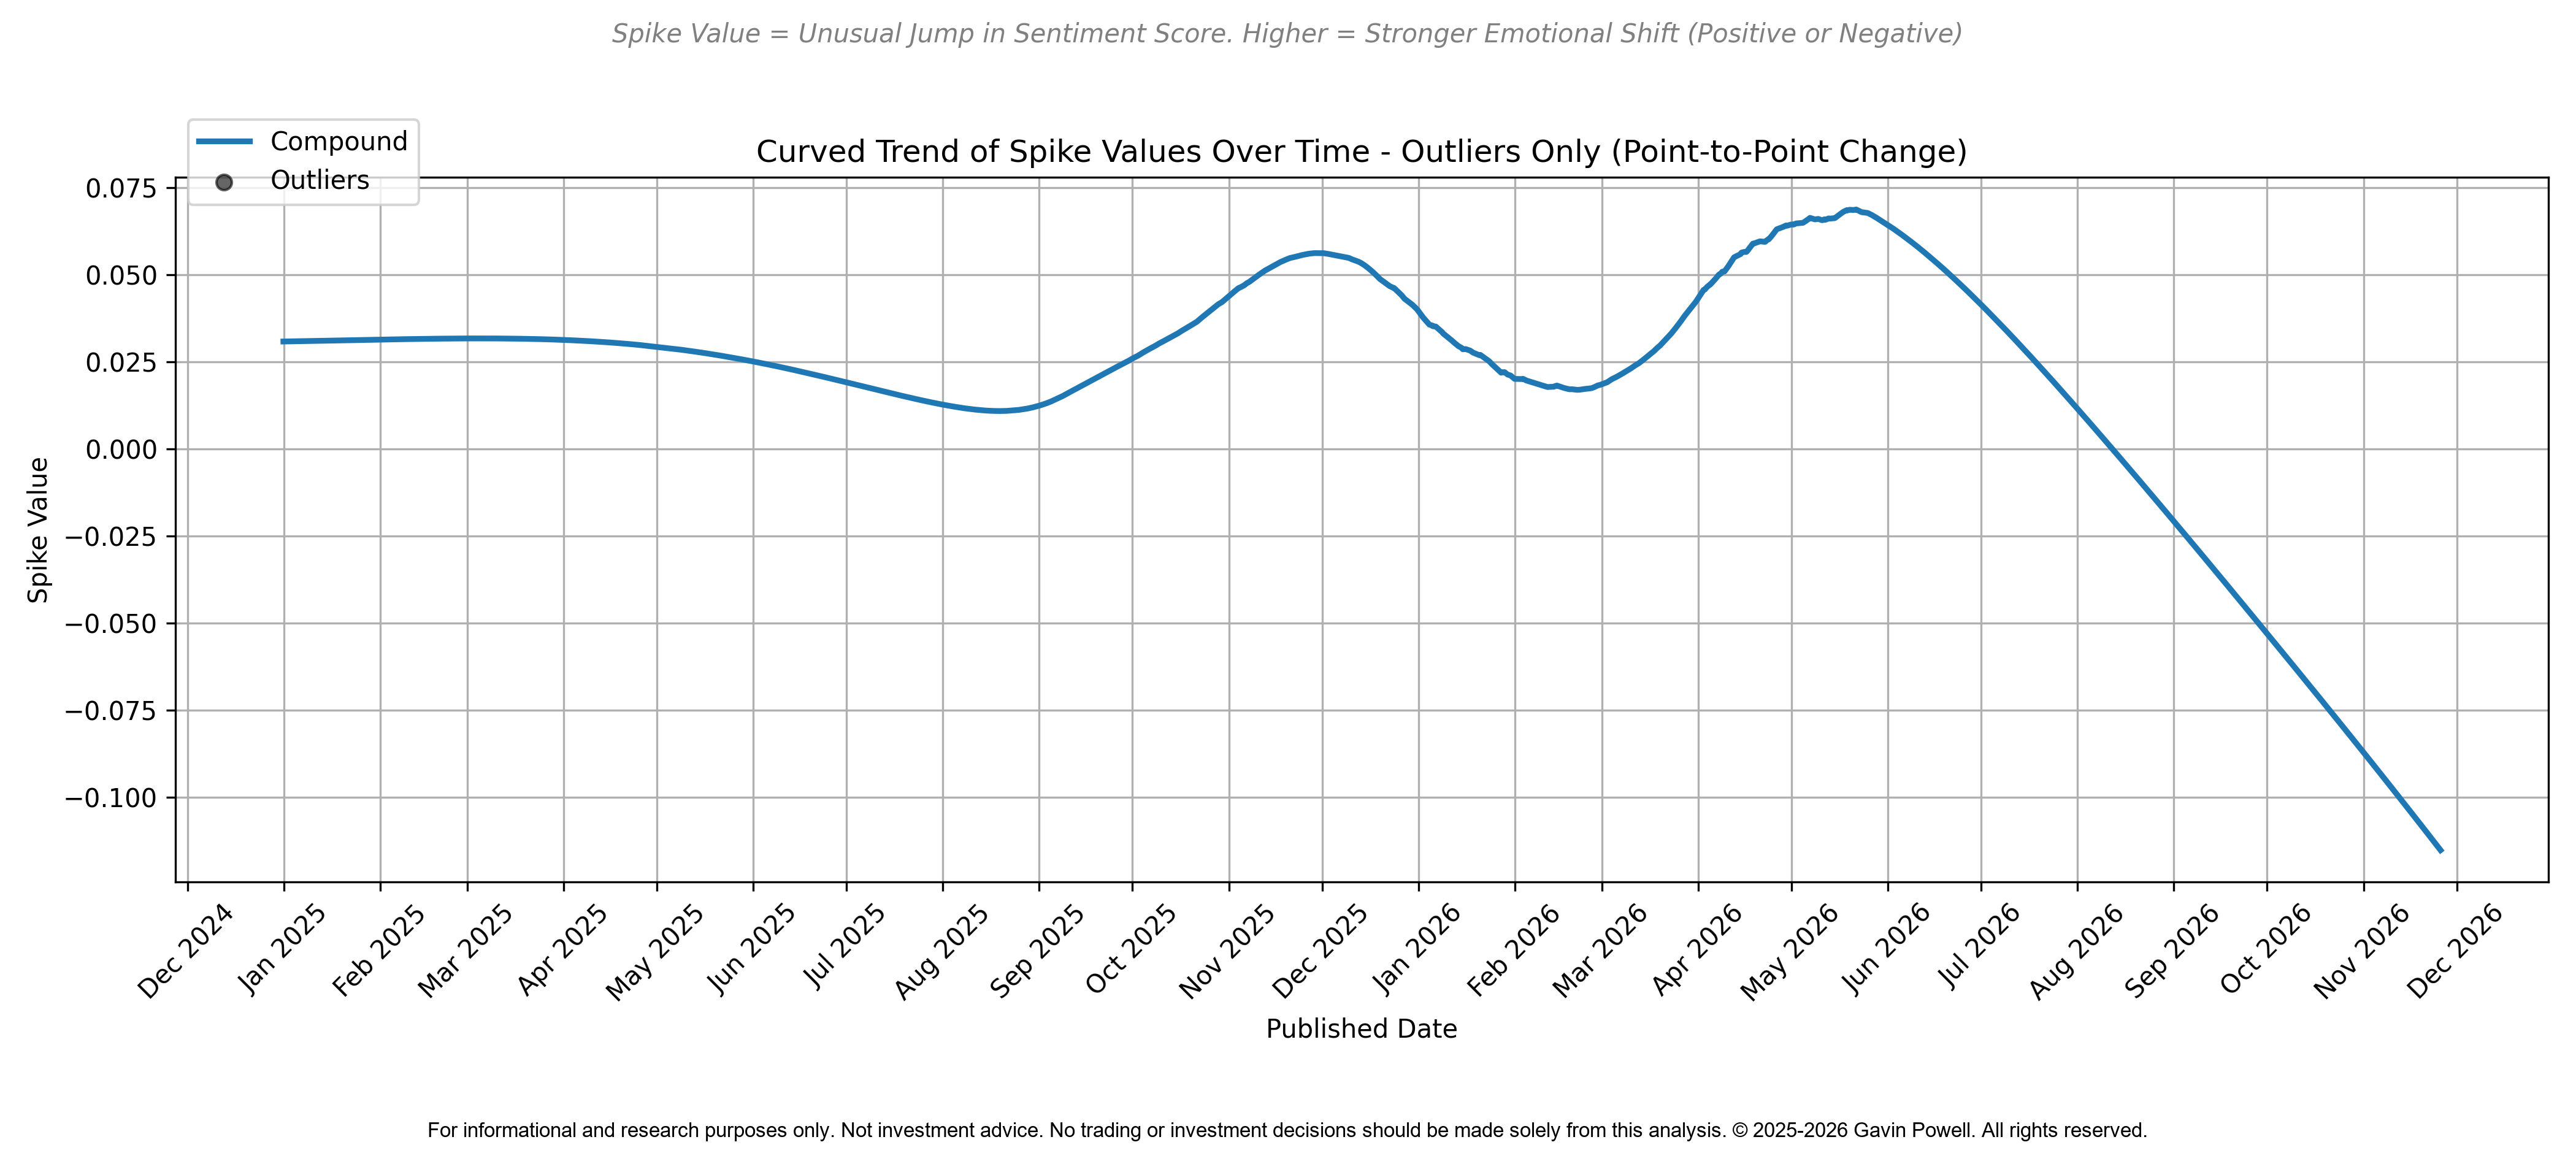 Spike Value = Unusual Jump in Sentiment Score. Higher = Stronger Emotional Shift (Positive or Negative)
Compound
Outliers
Curved Trend of Spike Values Over Time - Outliers Only (Point-to-Point Change)
0.075
0.050
0.025
0.000
−0.025
−0.050
−0.075
−0.100
Spike Value
Dec 2024
Jan 2025
Feb 2025
Mar 2025
Apr 2025
May 2025
Jun 2025
Jul 2025
Aug 2025
Sep 2025
Oct 2025
Nov 2025
Dec 2025
Jan 2026
Feb 2026
Mar 2026
Apr 2026
May 2026
Jun 2026
Jul 2026
Aug 2026
Sep 2026
Oct 2026
Nov 2026
Dec 2026
Published Date
For informational and research purposes only. Not investment advice. No trading or investment decisions should be made solely from this analysis. © 2025-2026 Gavin Powell. All rights reserved.